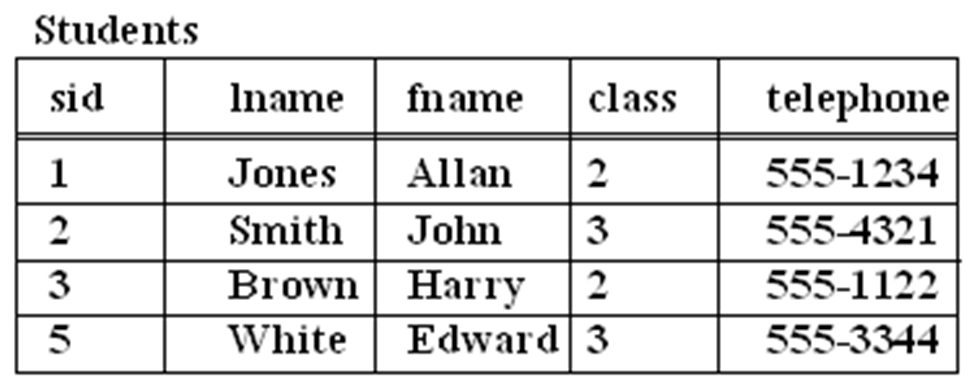 Students
sid lname fname class telephone
1 Jones Allan 2 555-1234
2 Smith John 3 555-4321
3 Brown Harry 2 555-1122
5 White Edward 3 555-3344